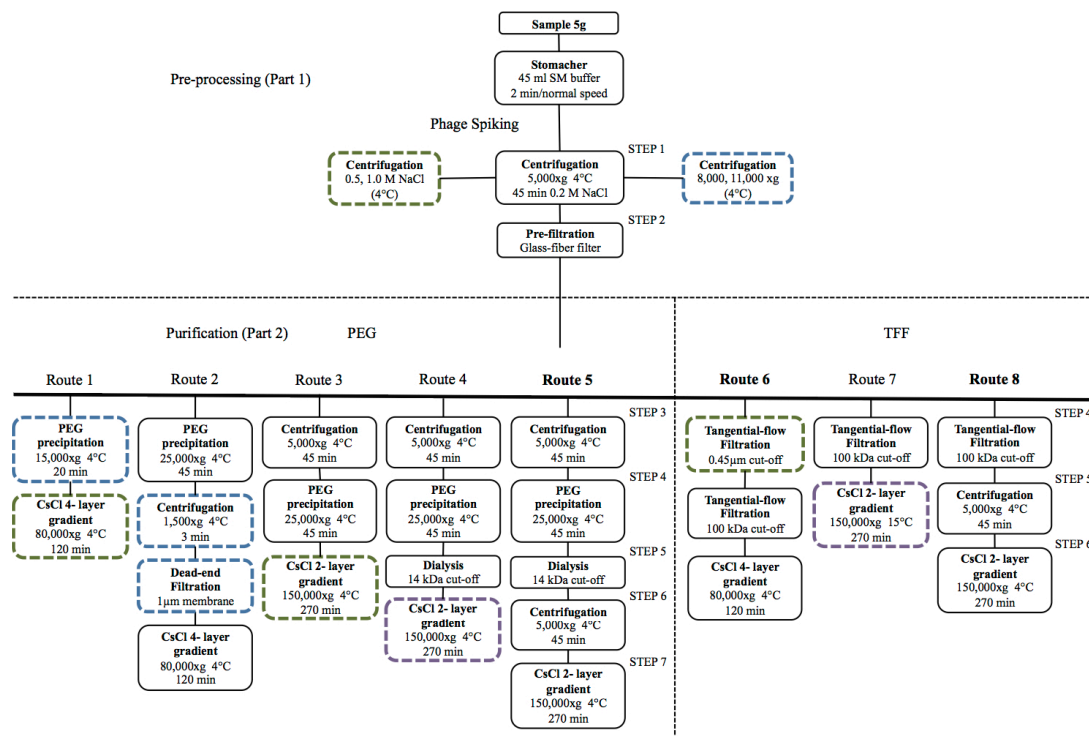 Sample 5g
Stomacher
45 ml SM buffer
2 min/normal speed
Pre-processing (Part 1)
Phage Spiking
STEP 1
Centrifugation
0.5, 1.0 M NaCl
(4°C)
Centrifugation
5,000xg 4°C
45 min 0.2 M NaCl
Centrifugation
8,000, 11,000 xg
(4°C)
STEP 2
Pre-filtration
Glass-fiber filter
Purification (Part 2)
PEG
TFF
Route 1
PEG
precipitation
15,000xg 4°C
20 min
CsCl 4- layer
gradient
80,000xg 4°C
120 min
Route 2
PEG
precipitation
25,000xg 4°C
45 min
Centrifugation
1,500xg 4°C
3 min
Dead-end
Filtration
1µm membrane
CsCl 4- layer
gradient
80,000xg 4°C
120 min
Route 3
Centrifugation
5,000xg 4°C
45 min
PEG
precipitation
25,000xg 4°C
45 min
CsCl 2- layer
gradient
150,000xg 4°C
270 min
Route 4
Centrifugation
5,000xg 4°C
45 min
PEG
precipitation
25,000xg 4°C
45 min
Dialysis
14 kDa cut-off
CsCl 2- layer
gradient
150,000xg 4°C
270 min
Route 5
STEP 3
Centrifugation
5,000xg 4°C
45 min
STEP 4
PEG
precipitation
25,000xg 4°C
45 min
STEP 5
Dialysis
14 kDa cut-off
STEP 6
Centrifugation
5,000xg 4°C
45 min
STEP 7
CsCl 2- layer
gradient
150,000xg 4°C
270 min
Route 6
Tangential-flow
Filtration
0.45µm cut-off
Tangential-flow
Filtration
100 kDa cut-off
CsCl 4- layer
gradient
80,000xg 4°C
120 min
Route 7
Tangential-flow
Filtration
100 kDa cut-off
CsCl 2- layer
gradient
150,000xg 15°C
270 min
Route 8
STEP 4
Tangential-flow
Filtration
100 kDa cut-off
STEP 5
Centrifugation
5,000xg 4°C
45 min
STEP 6
CsCl 2- layer
gradient
150,000xg 4°C
270 min